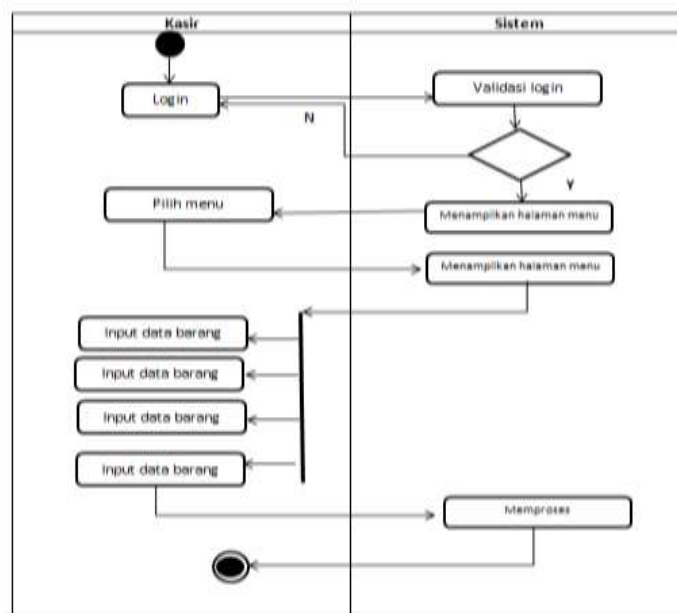 Kasir
Sistem
Login
Validasi login
N
Y
Pilih menu
Menampilkan halaman menu
Menampilkan halaman menu
Input data barang
Input data barang
Input data barang
Input data barang
Memproses